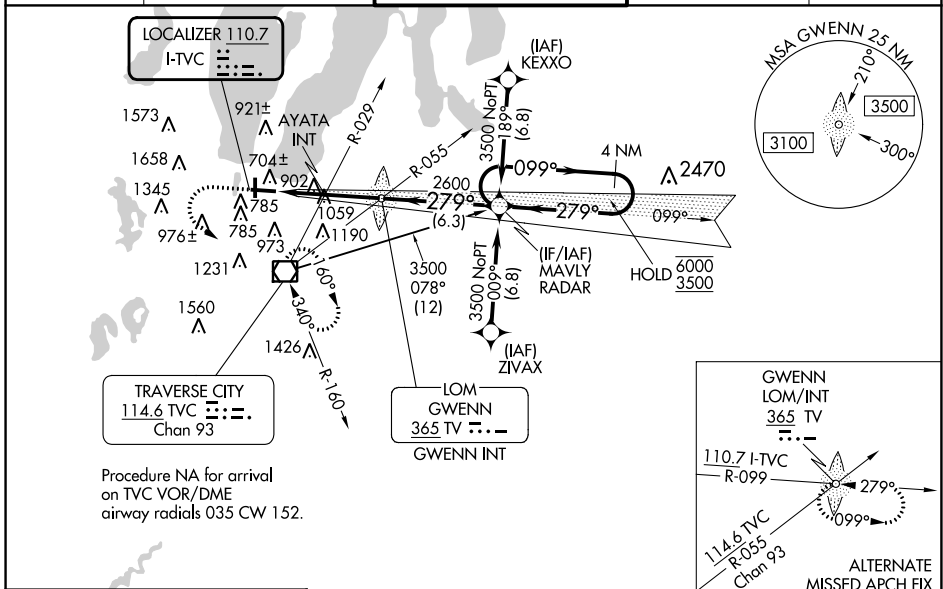 LOCALIZER 110.7
I-TVC
(IAF)
KEXXO
MSA GWENN 25 NM
210°
3500
3100
300°
1573
921±
AYATA
INT
R-029
R-055
3500 NoPT
189°
(6.8)
4 NM
1658
704±
902
099°
2470
1345
2600
279°
(6.3)
279°
099°
785
1059
785
976±
973
1190
(IF/IAF)
MAVLY
RADAR
HOLD
6000
3500
1231
160°
3500
078°
(12)
3500 NoPT
009°
(6.8)
340°
1560
1426
(IAF)
ZIVAX
R-160
TRAVERSE CITY
114.6 TVC
Chan 93
LOM
GWENN
365 TV
GWENN INT
Procedure NA for arrival
on TVC VOR/DME
airway radials 035 CW 152.
GWENN
LOM/INT
365 TV
110.7 I-TVC
R-099
279°
099°
114.6 TVC
R-055
Chan 93
ALTERNATE
MISSED APCH FIX